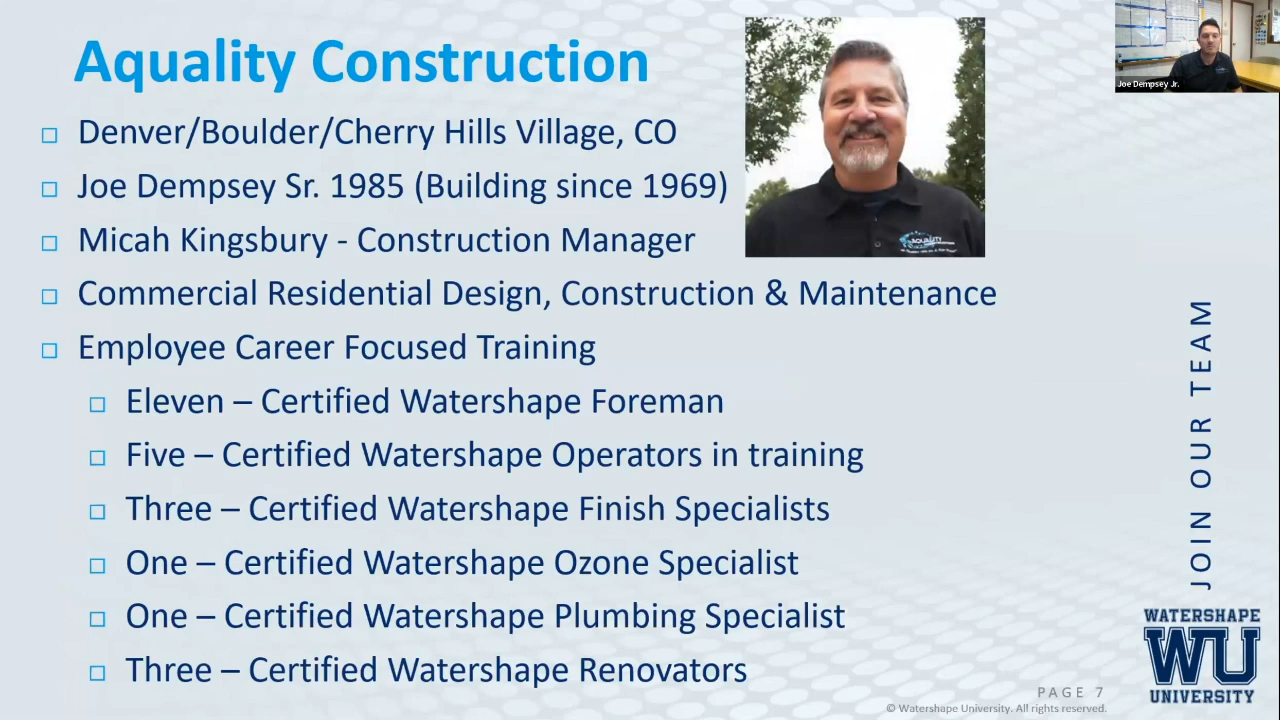 Aquality Construction
Denver/Boulder/Cherry Hills Village, CO
Joe Dempsey Sr. 1985 (Building since 1969)
Micah Kingsbury - Construction Manager
Commercial Residential Design, Construction & Maintenance
Employee Career Focused Training
Eleven – Certified Watershape Foreman
Five – Certified Watershape Operators in training
Three – Certified Watershape Finish Specialists
One – Certified Watershape Ozone Specialist
One – Certified Watershape Plumbing Specialist
Three – Certified Watershape Renovators
AQUALITY
Joe Dempsey Jr.
JOIN OUR TEAM
WATERSHAPE
WU
UNIVERSITY
PAGE 7
© Watershape University. All rights reserved.